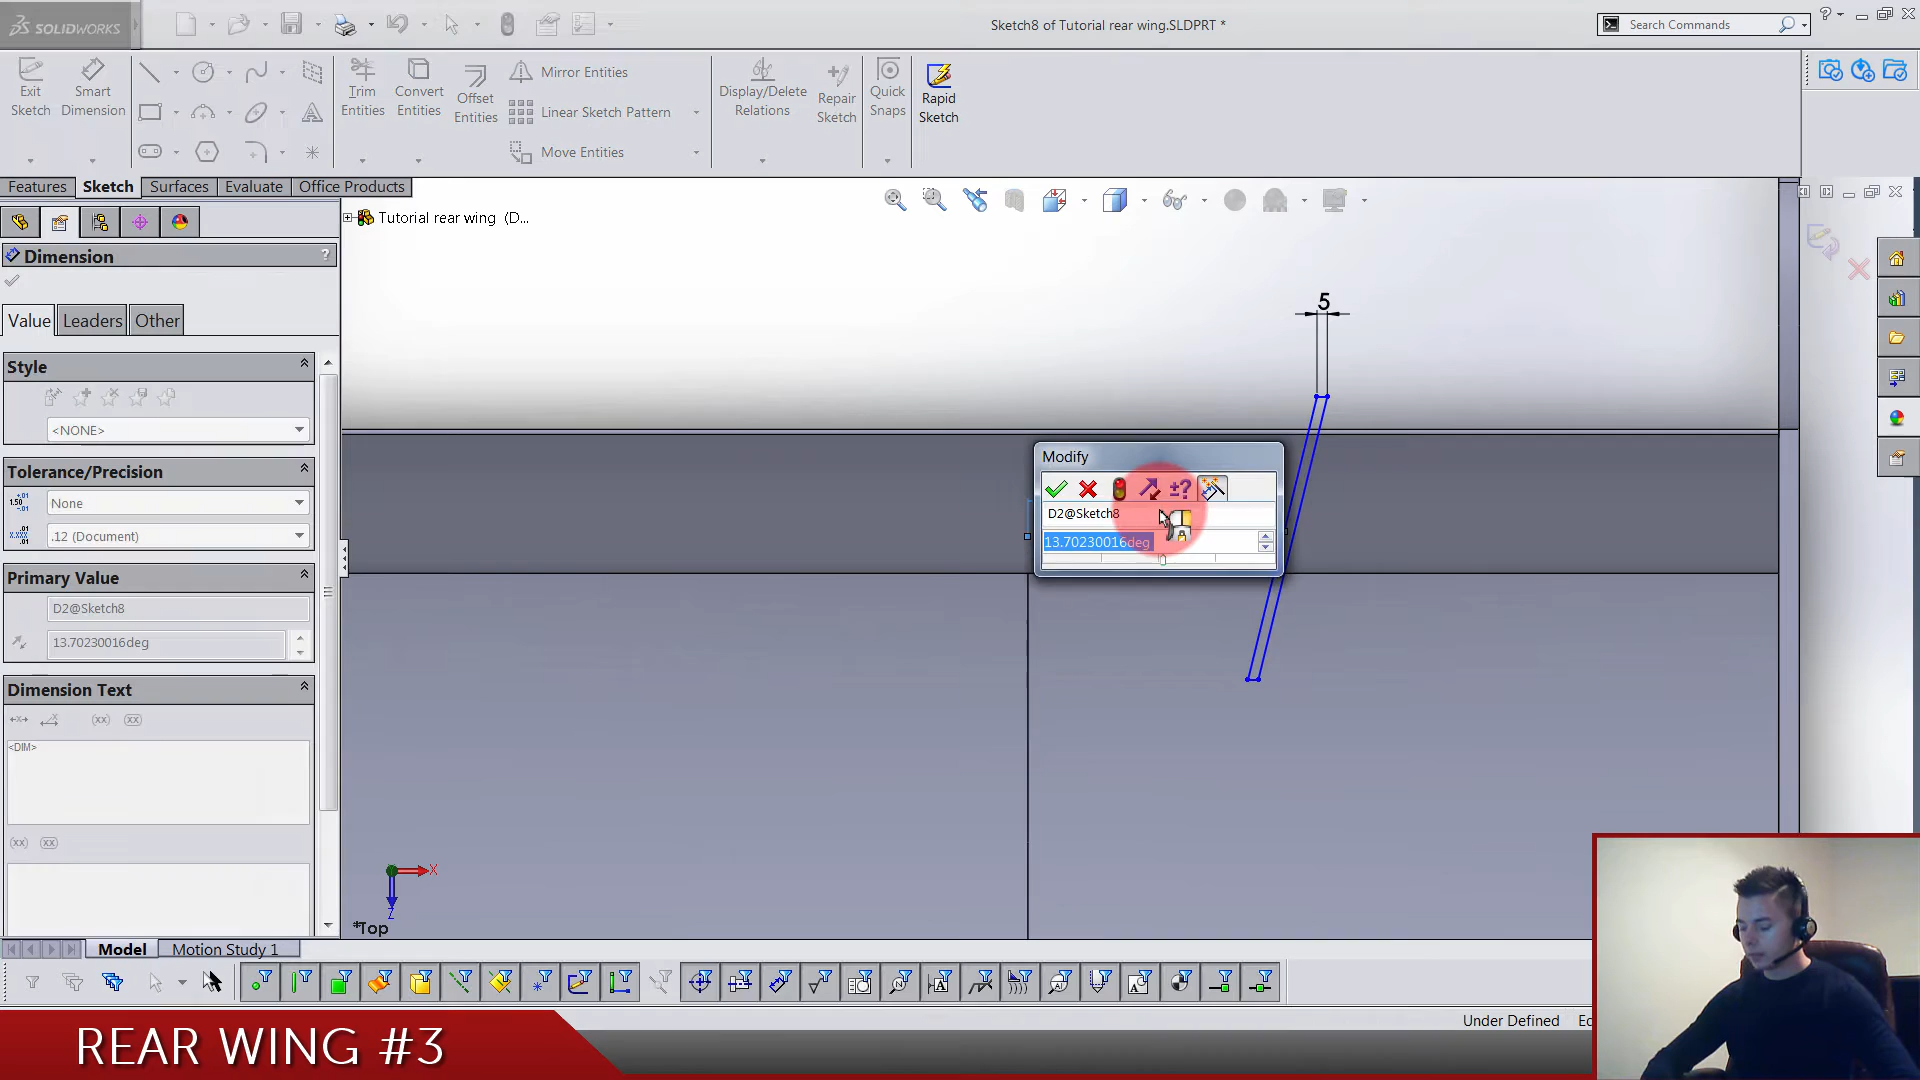 SOLIDWORKS
Sketch8 of Tutorial rear wing.SLDPRT *
Search Commands
Exit Sketch
Smart Dimension
Trim Entities
Convert Entities
Offset Entities
Mirror Entities
Linear Sketch Pattern
Move Entities
Display/Delete Relations
Repair Sketch
Quick Snaps
Rapid Sketch
Features
Sketch
Surfaces
Evaluate
Office Products
Tutorial rear wing (D...
Dimension
?
Value
Leaders
Other
Style
<NONE>
Tolerance/Precision
None
.12 (Document)
Primary Value
D2@Sketch8
13.70230016deg
Dimension Text
<DIM>
5
Modify
D2@Sketch8
13.70230016deg
X
Z
*Top
Model
Motion Study 1
Under Defined
REAR WING #3